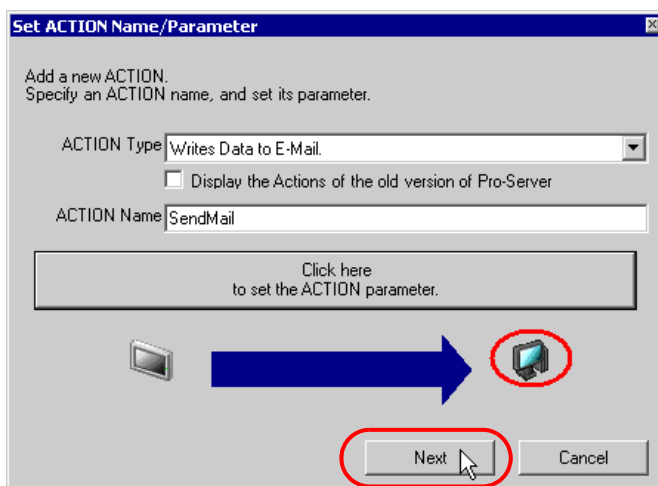 Set ACTION Name/Parameter
Add a new ACTION.
Specify an ACTION name, and set its parameter.
ACTION Type Writes Data to E-Mail.
Display the Actions of the old version of Pro-Server
ACTION Name SendMail
Click here
to set the ACTION parameter.
Next Cancel